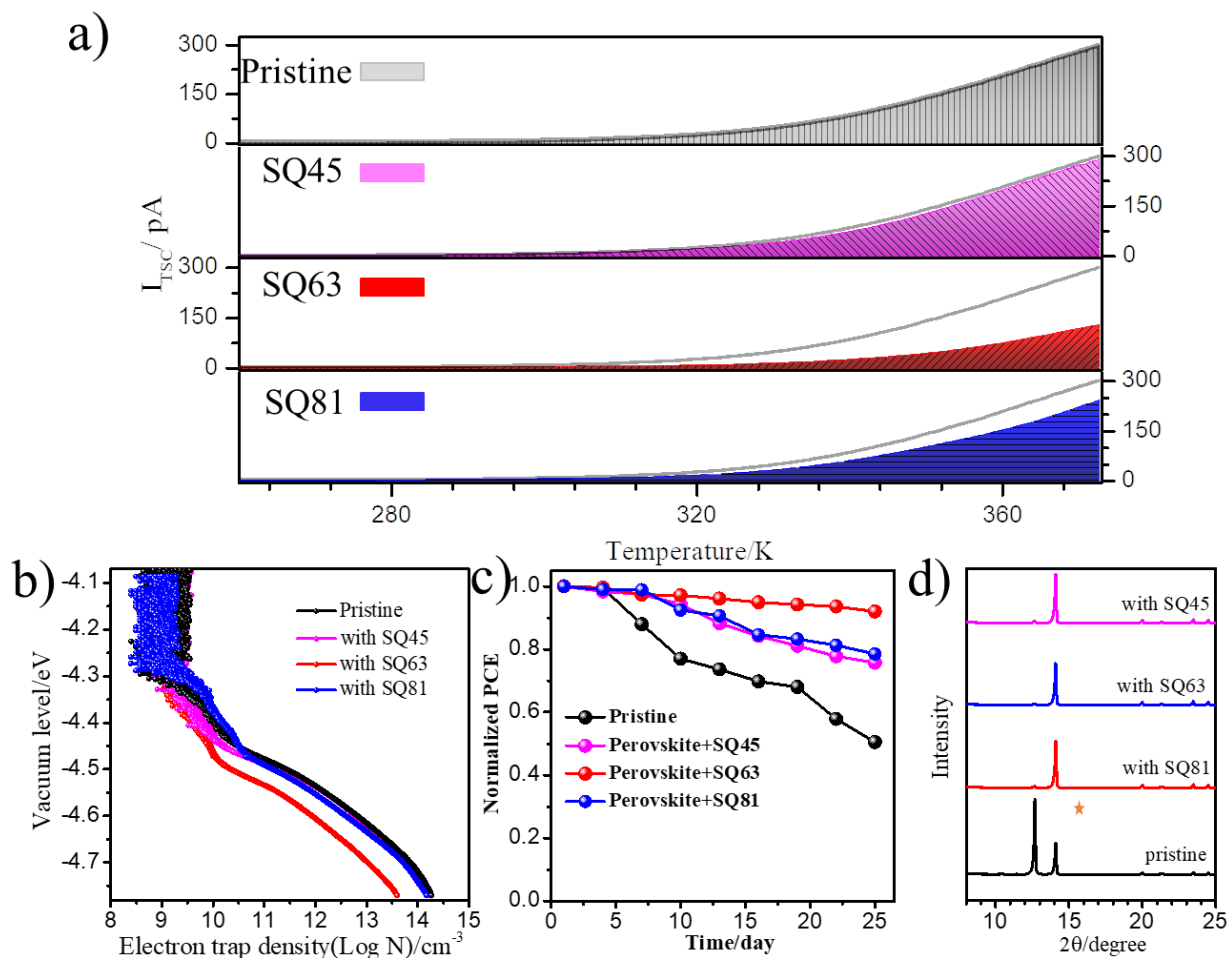 a)
300
Pristine
150
0
SQ45
300
150
0
I_TSC/ pA
300
SQ63
150
0
SQ81
300
150
0
280 320 360
Temperature/K
b)
-4.1
-4.2
-4.3
-4.4
-4.5
-4.6
-4.7
Vacuum level/eV
Pristine
with SQ45
with SQ63
with SQ81
8 9 10 11 12 13 14 15
Electron trap density(Log N)/cm⁻³
c)
1.0
0.8
0.6
0.4
0.2
0.0
Normalized PCE
Pristine
Perovskite+SQ45
Perovskite+SQ63
Perovskite+SQ81
0 5 10 15 20 25
Time/day
d)
Intensity
with SQ45
with SQ63
with SQ81
pristine
10 15 20 25
2θ/degree